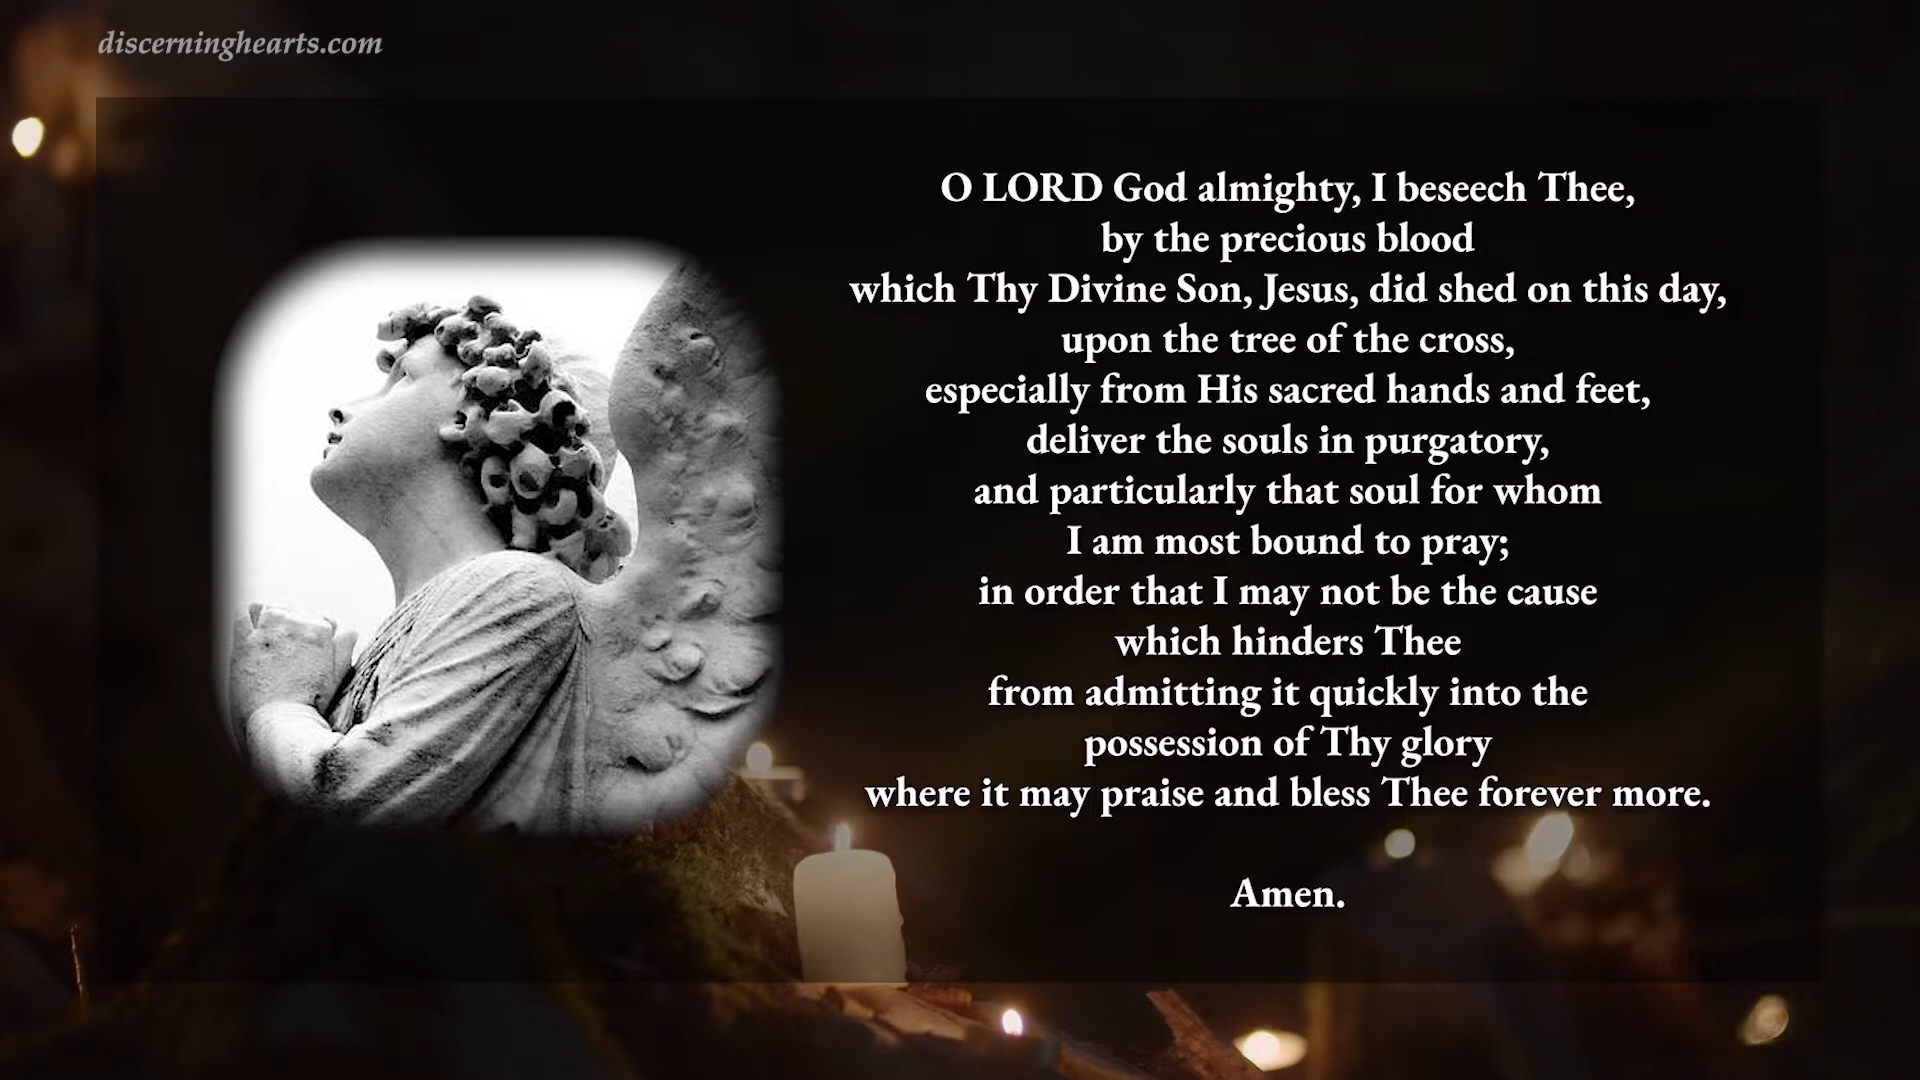 discerninghearts.com
O LORD God almighty, I beseech Thee,
by the precious blood
which Thy Divine Son, Jesus, did shed on this day,
upon the tree of the cross,
especially from His sacred hands and feet,
deliver the souls in purgatory,
and particularly that soul for whom
I am most bound to pray;
in order that I may not be the cause
which hinders Thee
from admitting it quickly into the
possession of Thy glory
where it may praise and bless Thee forever more.
Amen.